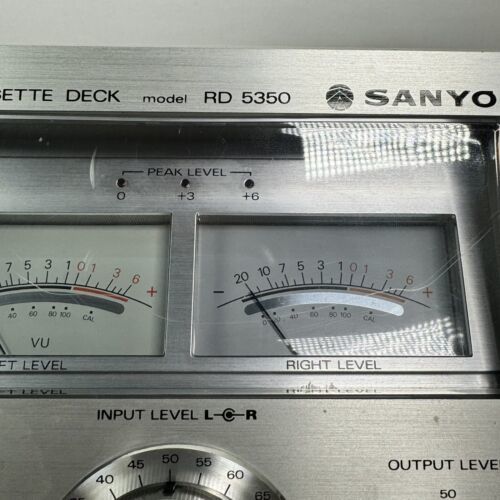 SETTE DECK model RD 5350 SANYO
PEAK LEVEL
0 +3 +6
7 5 3 1 0 1 3 6 +
40 60 80 100 CAL
VU
FT LEVEL
- 20 10 7 5 3 1 0 1 3 6 +
0 20 40 60 80 100 CAL
RIGHT LEVEL
INPUT LEVEL L C R
OUTPUT LEVE
40 45 50 55 60 65
50